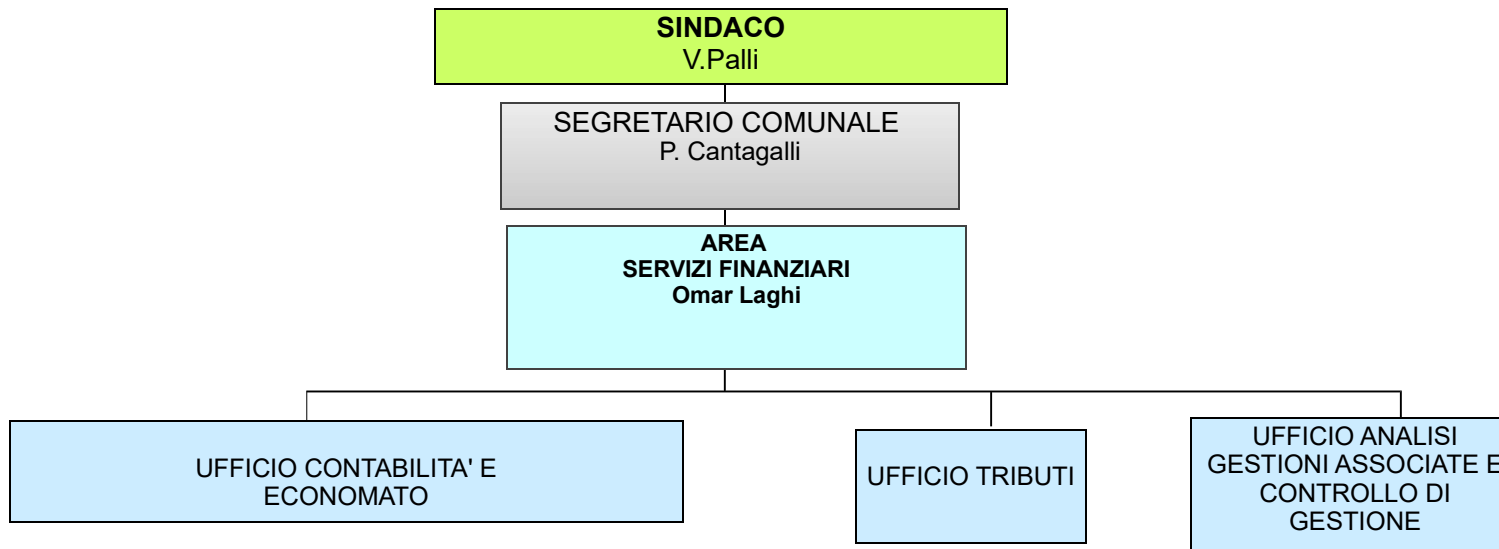 SINDACO
V.Palli
SEGRETARIO COMUNALE
P. Cantagalli
AREA
SERVIZI FINANZIARI
Omar Laghi
UFFICIO CONTABILITA' E
ECONOMATO
UFFICIO TRIBUTI
UFFICIO ANALISI
GESTIONI ASSOCIATE E
CONTROLLO DI
GESTIONE